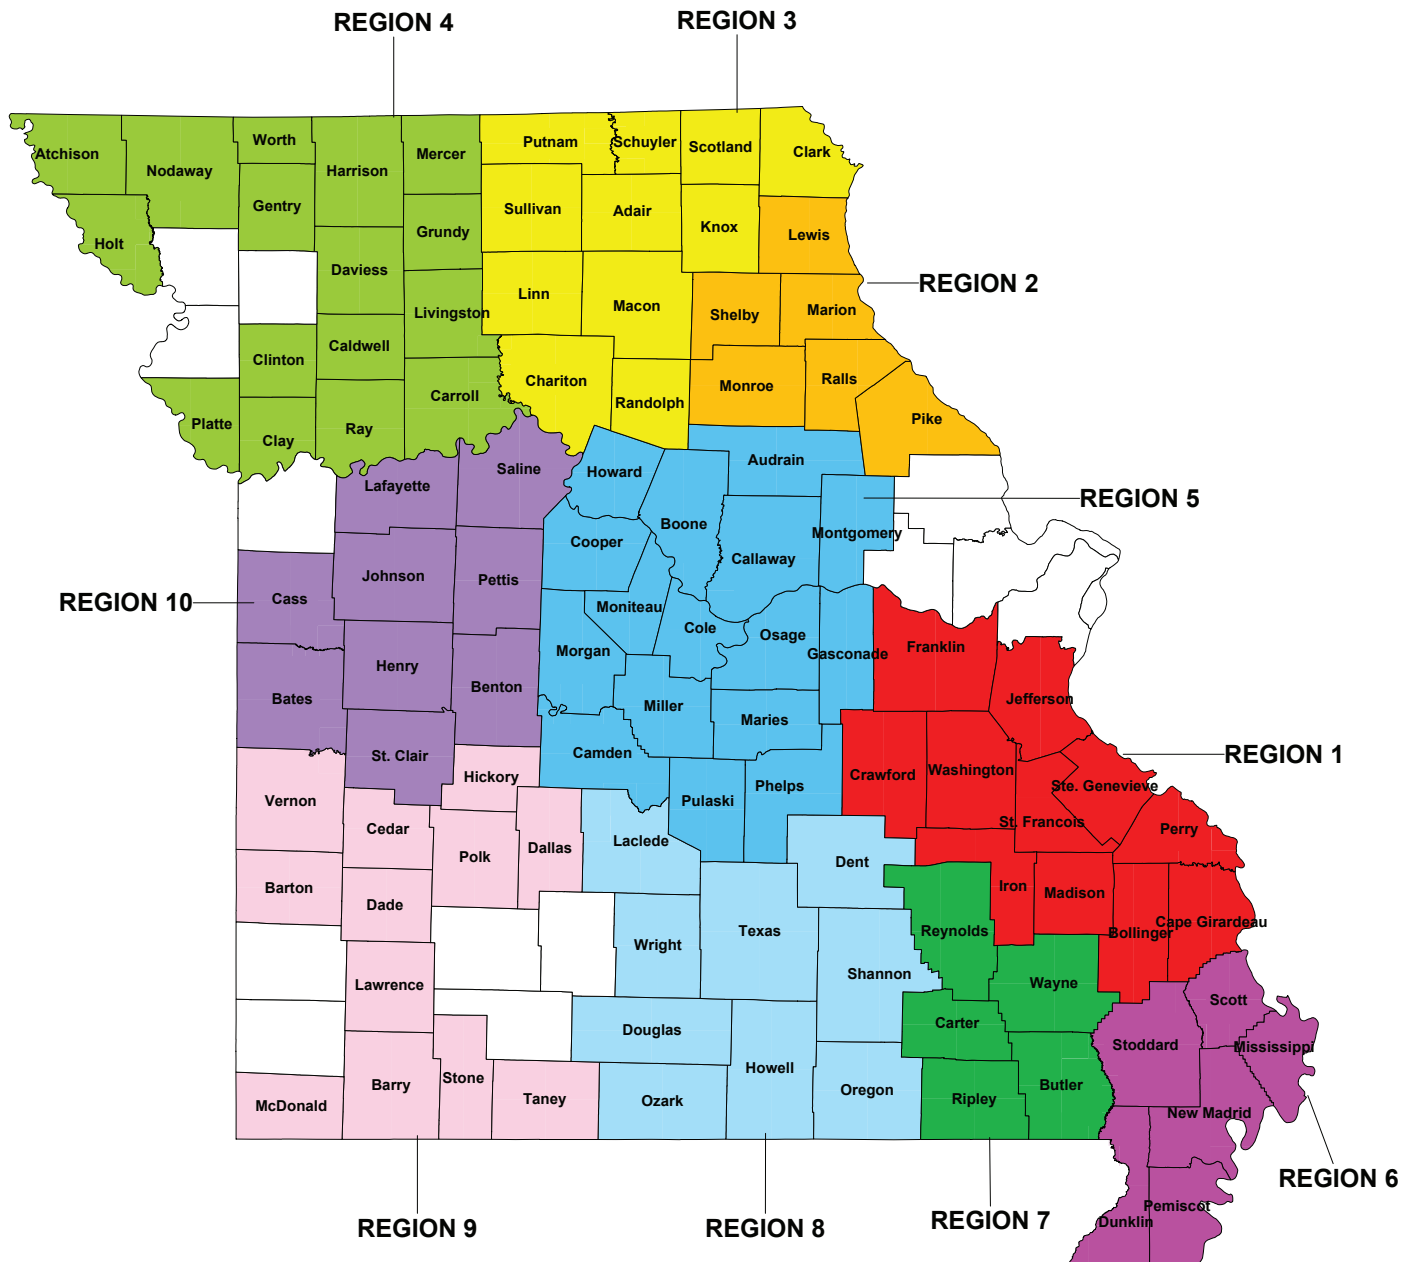 REGION 4
REGION 3
Worth
Putnam
Schuyler
Scotland
Clark
Atchison
Nodaway
Harrison
Mercer
Gentry
Sullivan
Adair
Knox
Lewis
Holt
Grundy
Daviess
REGION 2
Linn
Macon
Shelby
Marion
Livingston
Clinton
Caldwell
Chariton
Monroe
Ralls
Carroll
Randolph
Platte
Clay
Ray
Pike
Saline
Howard
Audrain
Lafayette
REGION 5
Boone
Montgomery
Cooper
Callaway
Johnson
Pettis
REGION 10
Cass
Moniteau
Cole
Osage
Morgan
Gasconade
Franklin
Henry
Benton
Bates
Miller
Maries
Jefferson
St. Clair
Camden
REGION 1
Hickory
Crawford
Washington
Ste. Genevieve
Vernon
Pulaski
Phelps
St. Francois
Perry
Cedar
Polk
Dallas
Laclede
Dent
Barton
Dade
Iron
Madison
Wright
Texas
Reynolds
Bollinger
Cape Girardeau
Lawrence
Shannon
Wayne
Scott
Douglas
Carter
Stoddard
Mississippi
Barry
Stone
Howell
Oregon
Butler
McDonald
Taney
Ozark
Ripley
New Madrid
REGION 6
REGION 9
REGION 8
REGION 7
Pemiscot
Dunklin